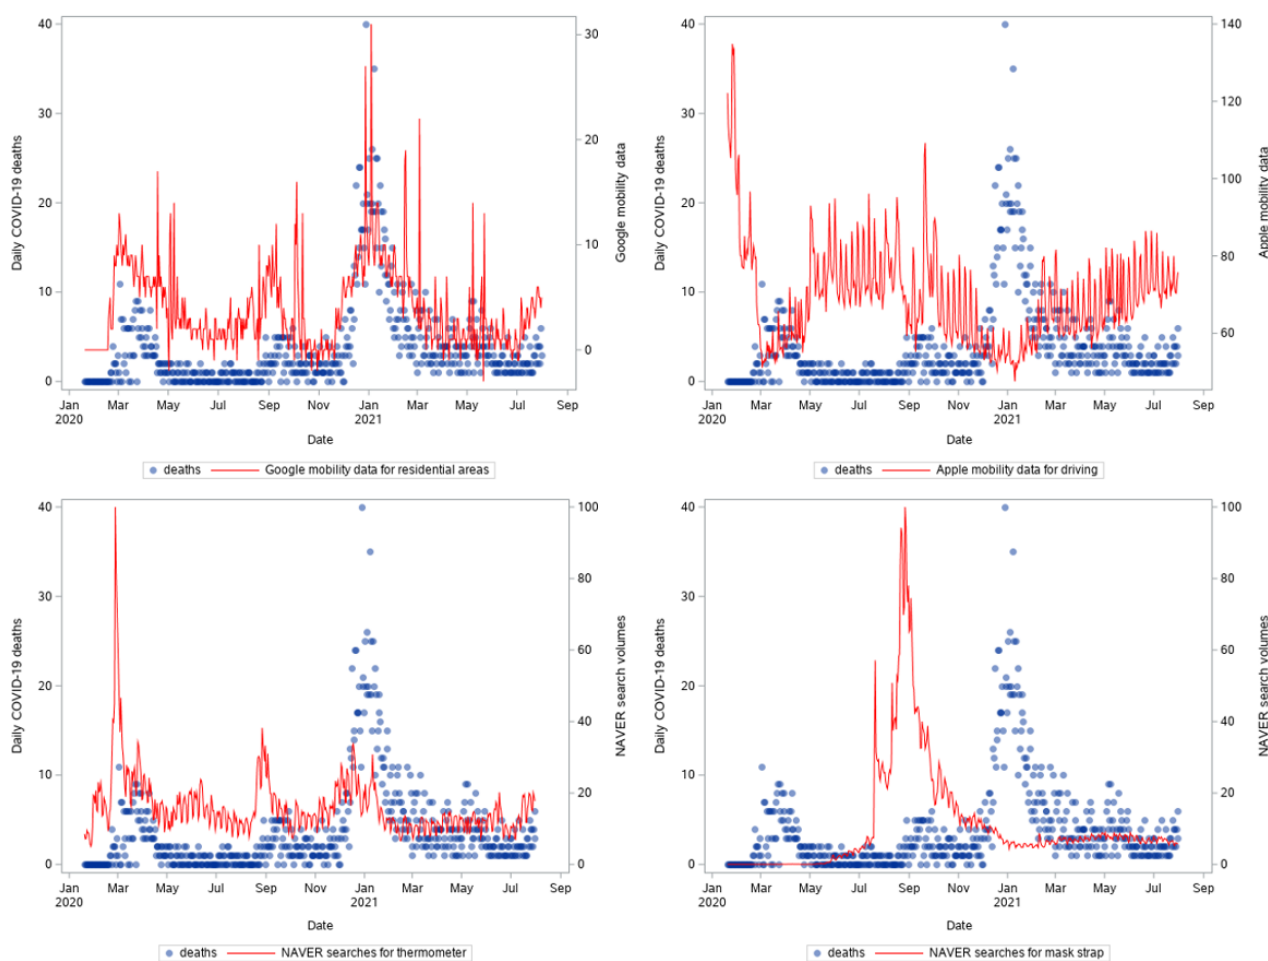 40
30
20
10
0
Daily COVID-19 deaths
30
20
10
0
Google mobility data
Jan
2020
Mar
May
Jul
Sep
Nov
Jan
2021
Mar
May
Jul
Sep
Date
deaths
Google mobility data for residential areas
40
30
20
10
0
Daily COVID-19 deaths
140
120
100
80
60
Apple mobility data
Jan
2020
Mar
May
Jul
Sep
Nov
Jan
2021
Mar
May
Jul
Sep
Date
deaths
Apple mobility data for driving
40
30
20
10
0
Daily COVID-19 deaths
100
80
60
40
20
0
NAVER search volumes
Jan
2020
Mar
May
Jul
Sep
Nov
Jan
2021
Mar
May
Jul
Sep
Date
deaths
NAVER searches for thermometer
40
30
20
10
0
Daily COVID-19 deaths
100
80
60
40
20
0
NAVER search volumes
Jan
2020
Mar
May
Jul
Sep
Nov
Jan
2021
Mar
May
Jul
Sep
Date
deaths
NAVER searches for mask strap